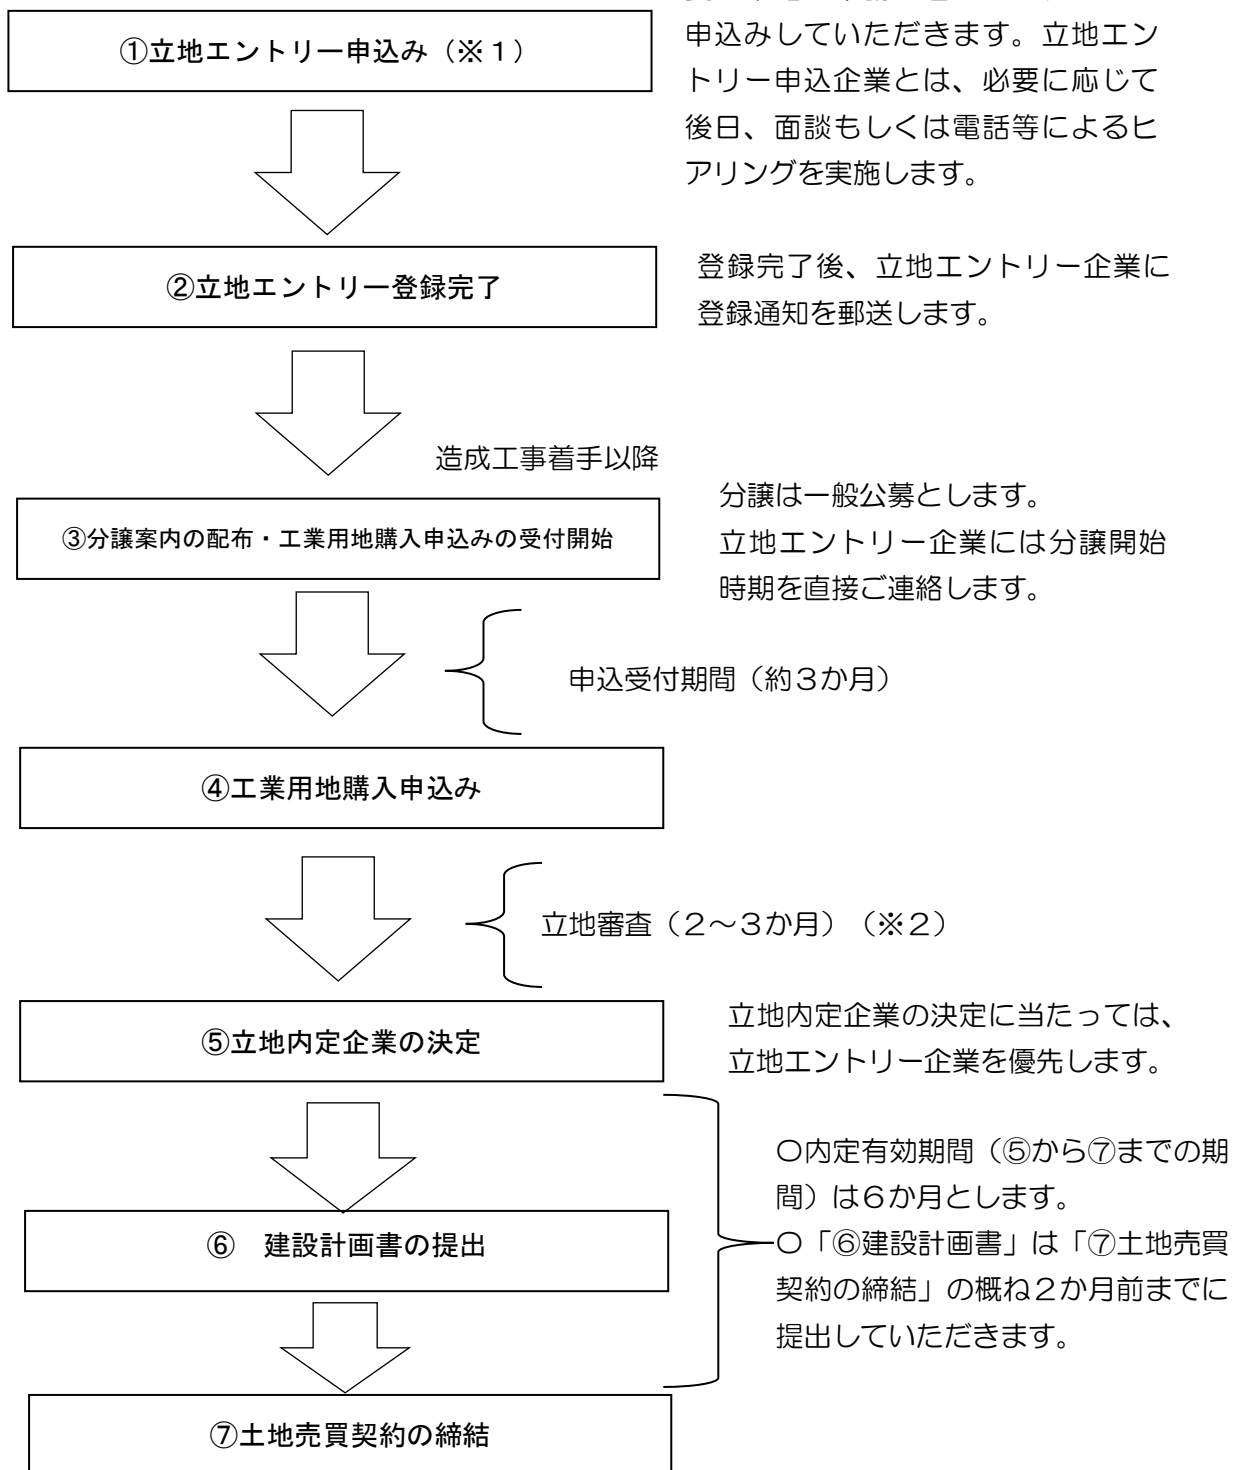 ①立地エントリー申込み（※１）
申込みしていただきます。立地エン
トリー申込企業とは、必要に応じて
後日、面談もしくは電話等によるヒ
アリングを実施します。
②立地エントリー登録完了
登録完了後、立地エントリー企業に
登録通知を郵送します。
造成工事着手以降
③分譲案内の配布・工業用地購入申込みの受付開始
分譲は一般公募とします。
立地エントリー企業には分譲開始
時期を直接ご連絡します。
申込受付期間（約３か月）
④工業用地購入申込み
立地審査（２～３か月）（※２）
⑤立地内定企業の決定
立地内定企業の決定に当たっては、
立地エントリー企業を優先します。
○内定有効期間（⑤から⑦までの期
間）は６か月とします。
⑥　建設計画書の提出
○「⑥建設計画書」は「⑦土地売買
契約の締結」の概ね２か月前までに
提出していただきます。
⑦土地売買契約の締結